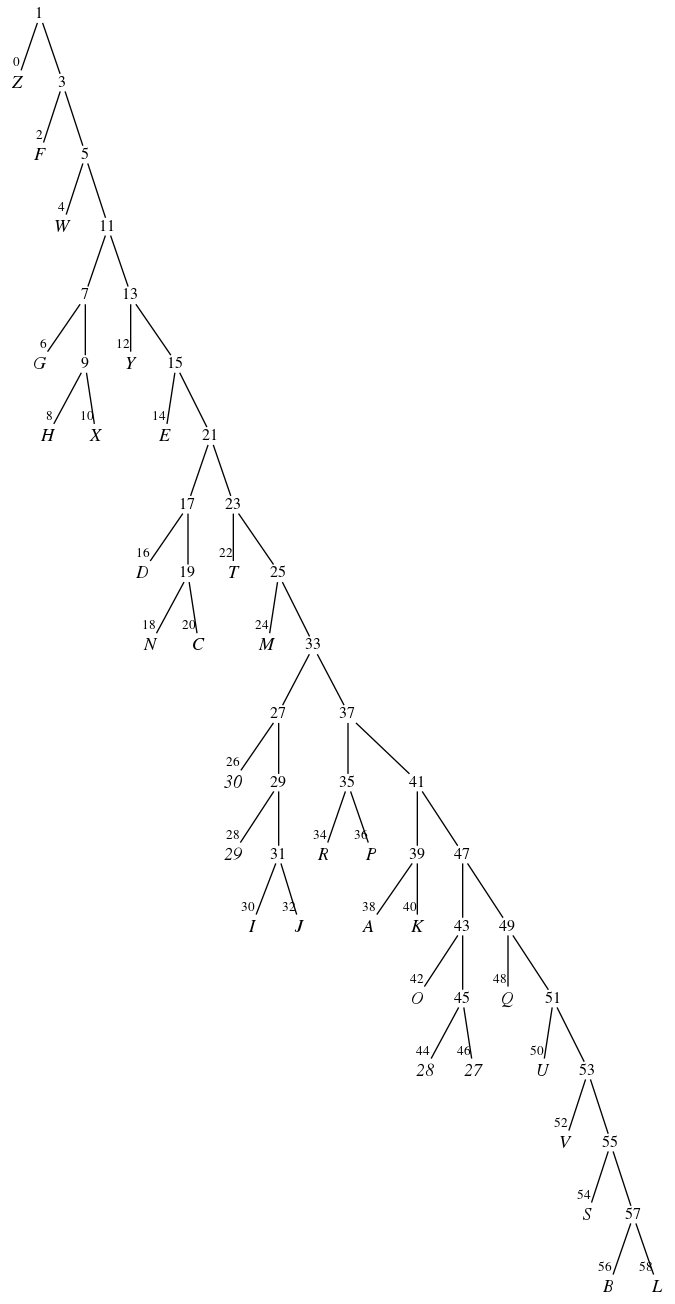 1
0
Z 3
2
F 5
4
W 11
7 13
6 12
G 9 Y 15
8 10 14
H X E 21
17 23
16 22
D 19 T 25
18 20 24
N C M 33
27 37
26
30 29 35 41
28 34 36
29 31 R P 39 47
30 32 38 40
I J A K 43 49
42 48
O 45 Q 51
44 46 50
28 27 U 53
52
V 55
54
S 57
56 58
B L